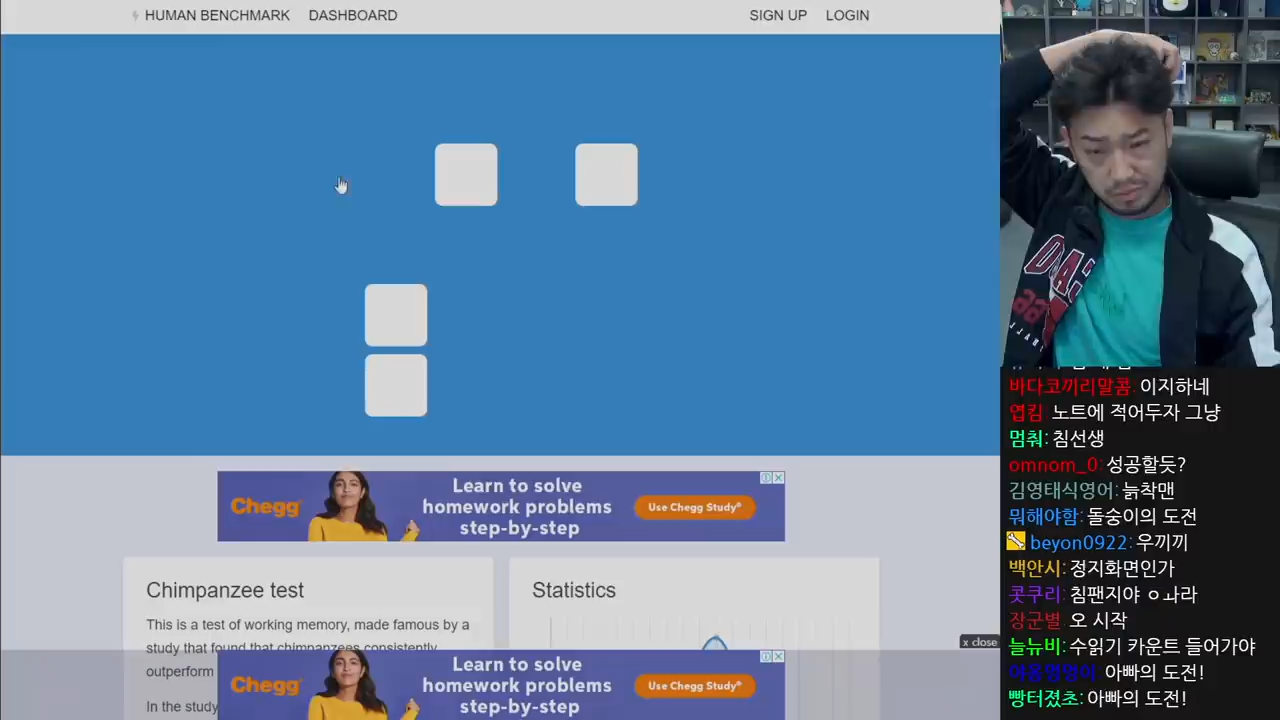 HUMAN BENCHMARK DASHBOARD SIGN UP LOGIN
Chegg
Learn to solve
homework problems
step-by-step
Use Chegg Study®
Chimpanzee test
This is a test of working memory, made famous by a
study that found that chimpanzees consistently
outperform
In the study
Statistics
x close
Chegg
Learn to solve
homework problems
step-by-step
Use Chegg Study®
바다코끼리말콤: 이지하네
엽킴: 노트에 적어두자 그냥
멈춰: 침선생
omnom_0: 성공할듯?
김영태식영어: 늙착맨
뭐해야함: 돌숭이의 도전
beyon0922: 우끼끼
백안시: 정지화면인가
콧쿠리: 침팬지야 ㅇㅘ라
장군별: 오 시작
늘뉴비: 수읽기 카운트 들어가야
야옹멍멍이: 아빠의 도전!
빵터졌초: 아빠의 도전!